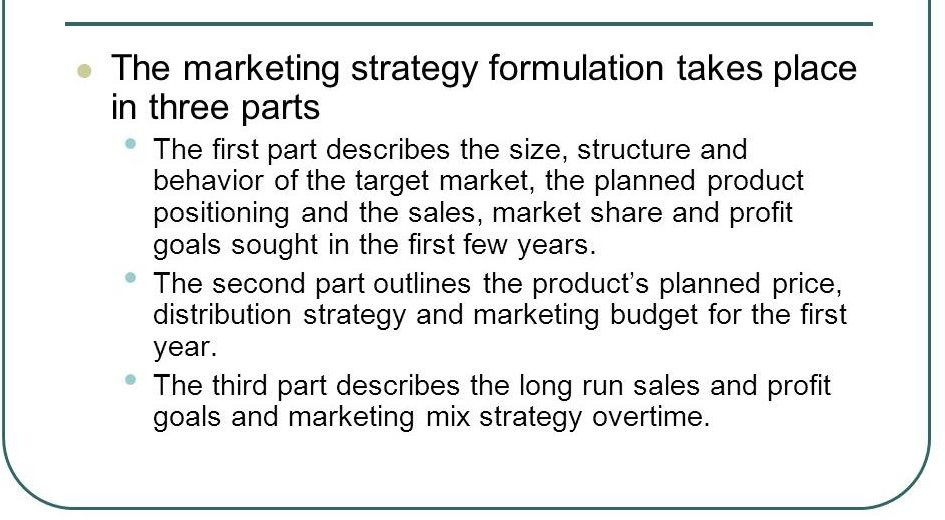 The marketing strategy formulation takes place
in three parts
The first part describes the size, structure and
behavior of the target market, the planned product
positioning and the sales, market share and profit
goals sought in the first few years.
The second part outlines the product’s planned price,
distribution strategy and marketing budget for the first
year.
The third part describes the long run sales and profit
goals and marketing mix strategy overtime.